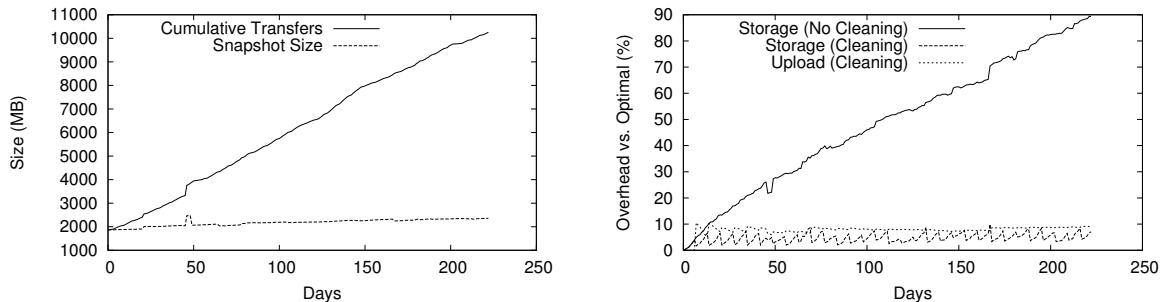 Cumulative Transfers
Snapshot Size
11000
10000
9000
8000
7000
6000
5000
4000
3000
2000
1000
Size (MB)
0 50 100 150 200 250
Days
Storage (No Cleaning)
Storage (Cleaning)
Upload (Cleaning)
90
80
70
60
50
40
30
20
10
0
Overhead vs. Optimal (%)
0 50 100 150 200 250
Days